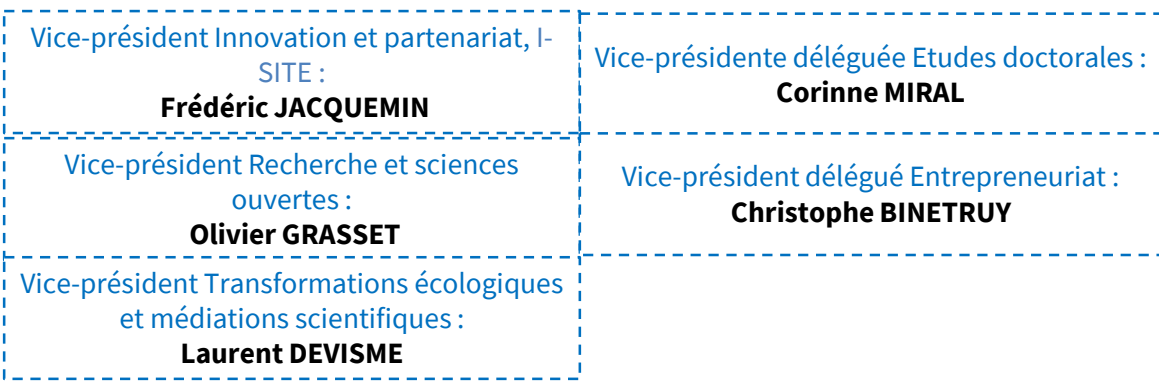 Vice-président Innovation et partenariat, I-
SITE :
Frédéric JACQUEMIN
Vice-présidente déléguée Etudes doctorales :
Corinne MIRAL
Vice-président Recherche et sciences
ouvertes :
Olivier GRASSET
Vice-président délégué Entrepreneuriat :
Christophe BINETRUY
Vice-président Transformations écologiques
et médiations scientifiques :
Laurent DEVISME